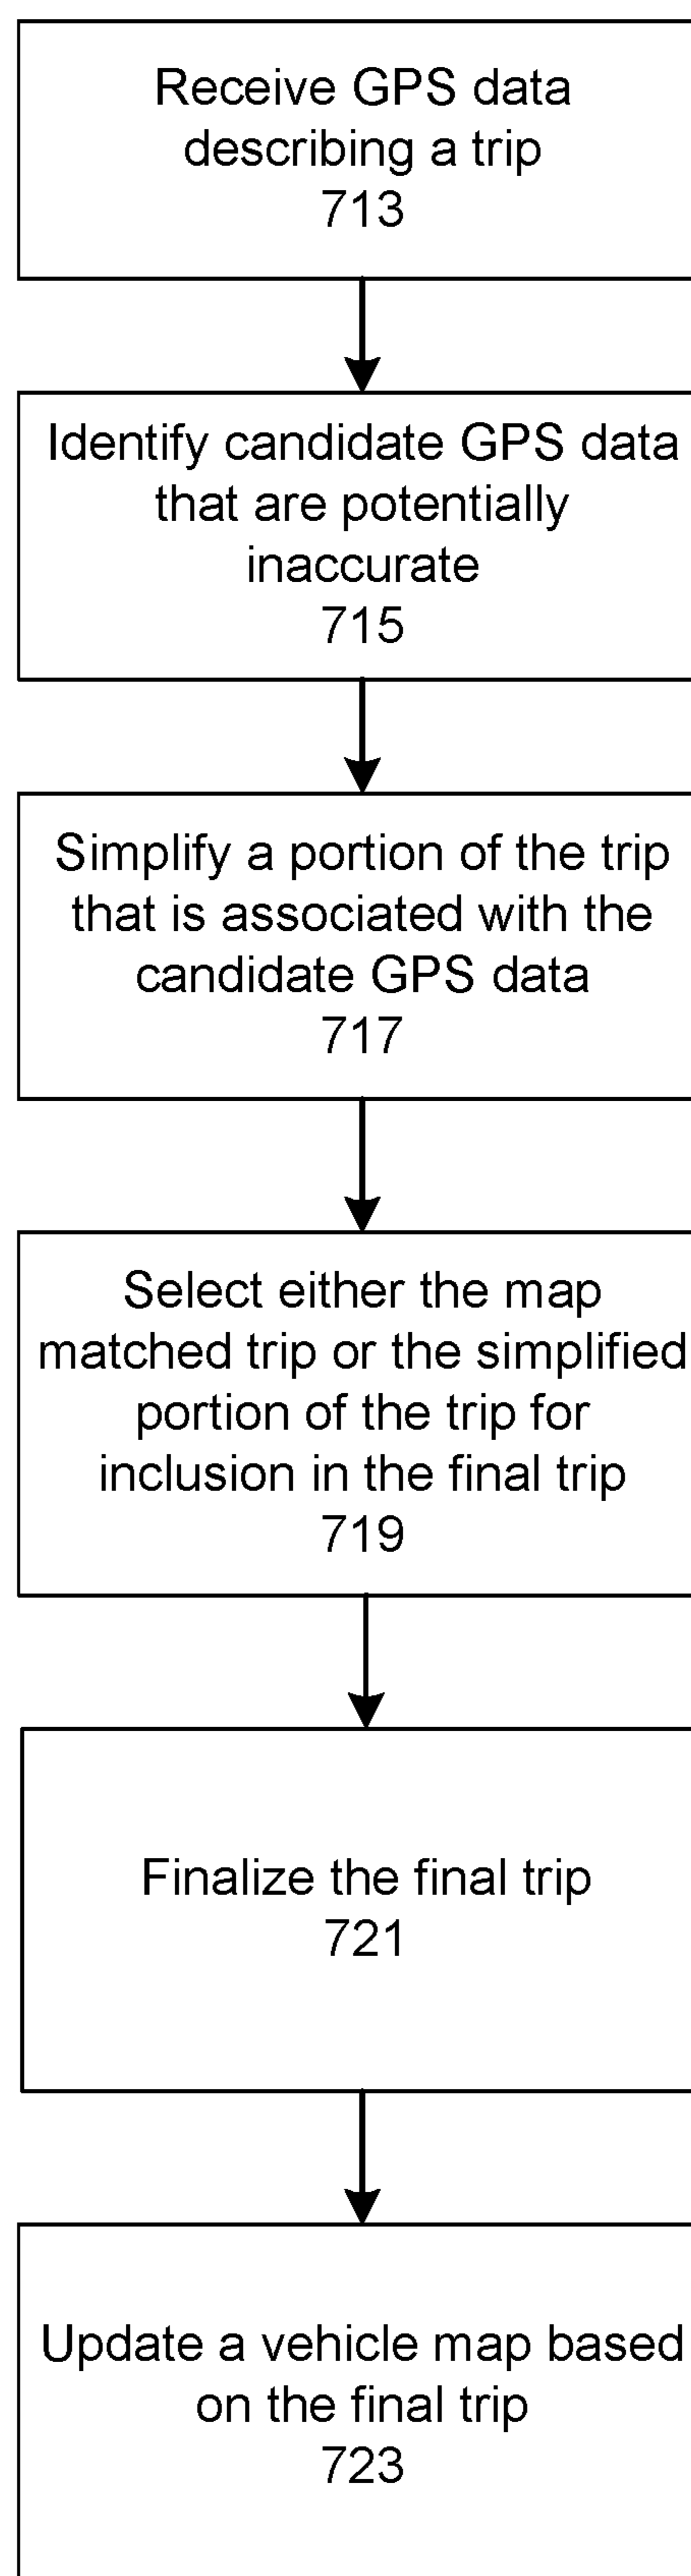 Receive GPS data
describing a trip
713
Identify candidate GPS data
that are potentially
inaccurate
715
Simplify a portion of the trip
that is associated with the
candidate GPS data
717
Select either the map
matched trip or the simplified
portion of the trip for
inclusion in the final trip
719
Finalize the final trip
721
Update a vehicle map based
on the final trip
723